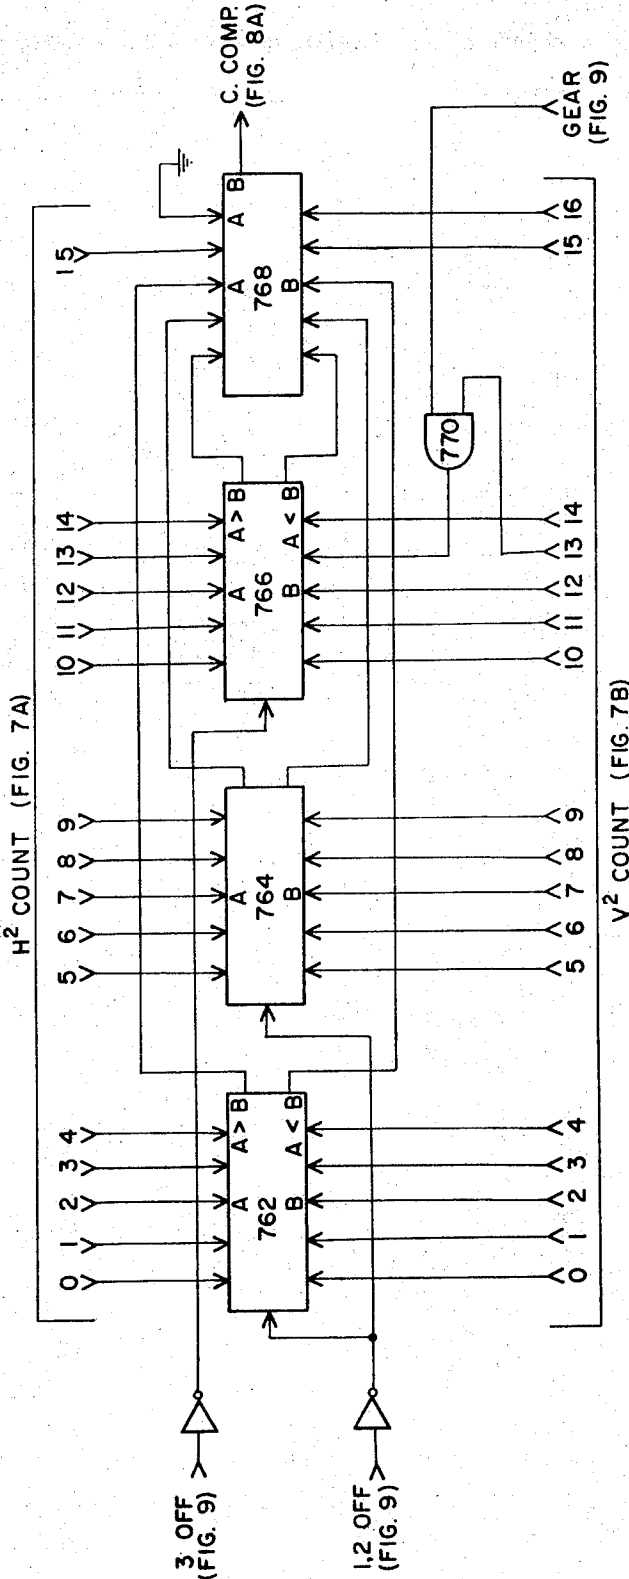 H² COUNT (FIG. 7A)
0 1 2 3 4 5 6 7 8 9 10 11 12 13 14 15
3 OFF
(FIG. 9)
1,2 OFF
(FIG. 9)
A A > B
762
B A < B
A
764
B
A A > B
766
B A < B
A A B
768
B
C. COMP.
(FIG. 8A)
770
GEAR
(FIG. 9)
0 1 2 3 4 5 6 7 8 9 10 11 12 13 14 15 16
V² COUNT (FIG. 7B)